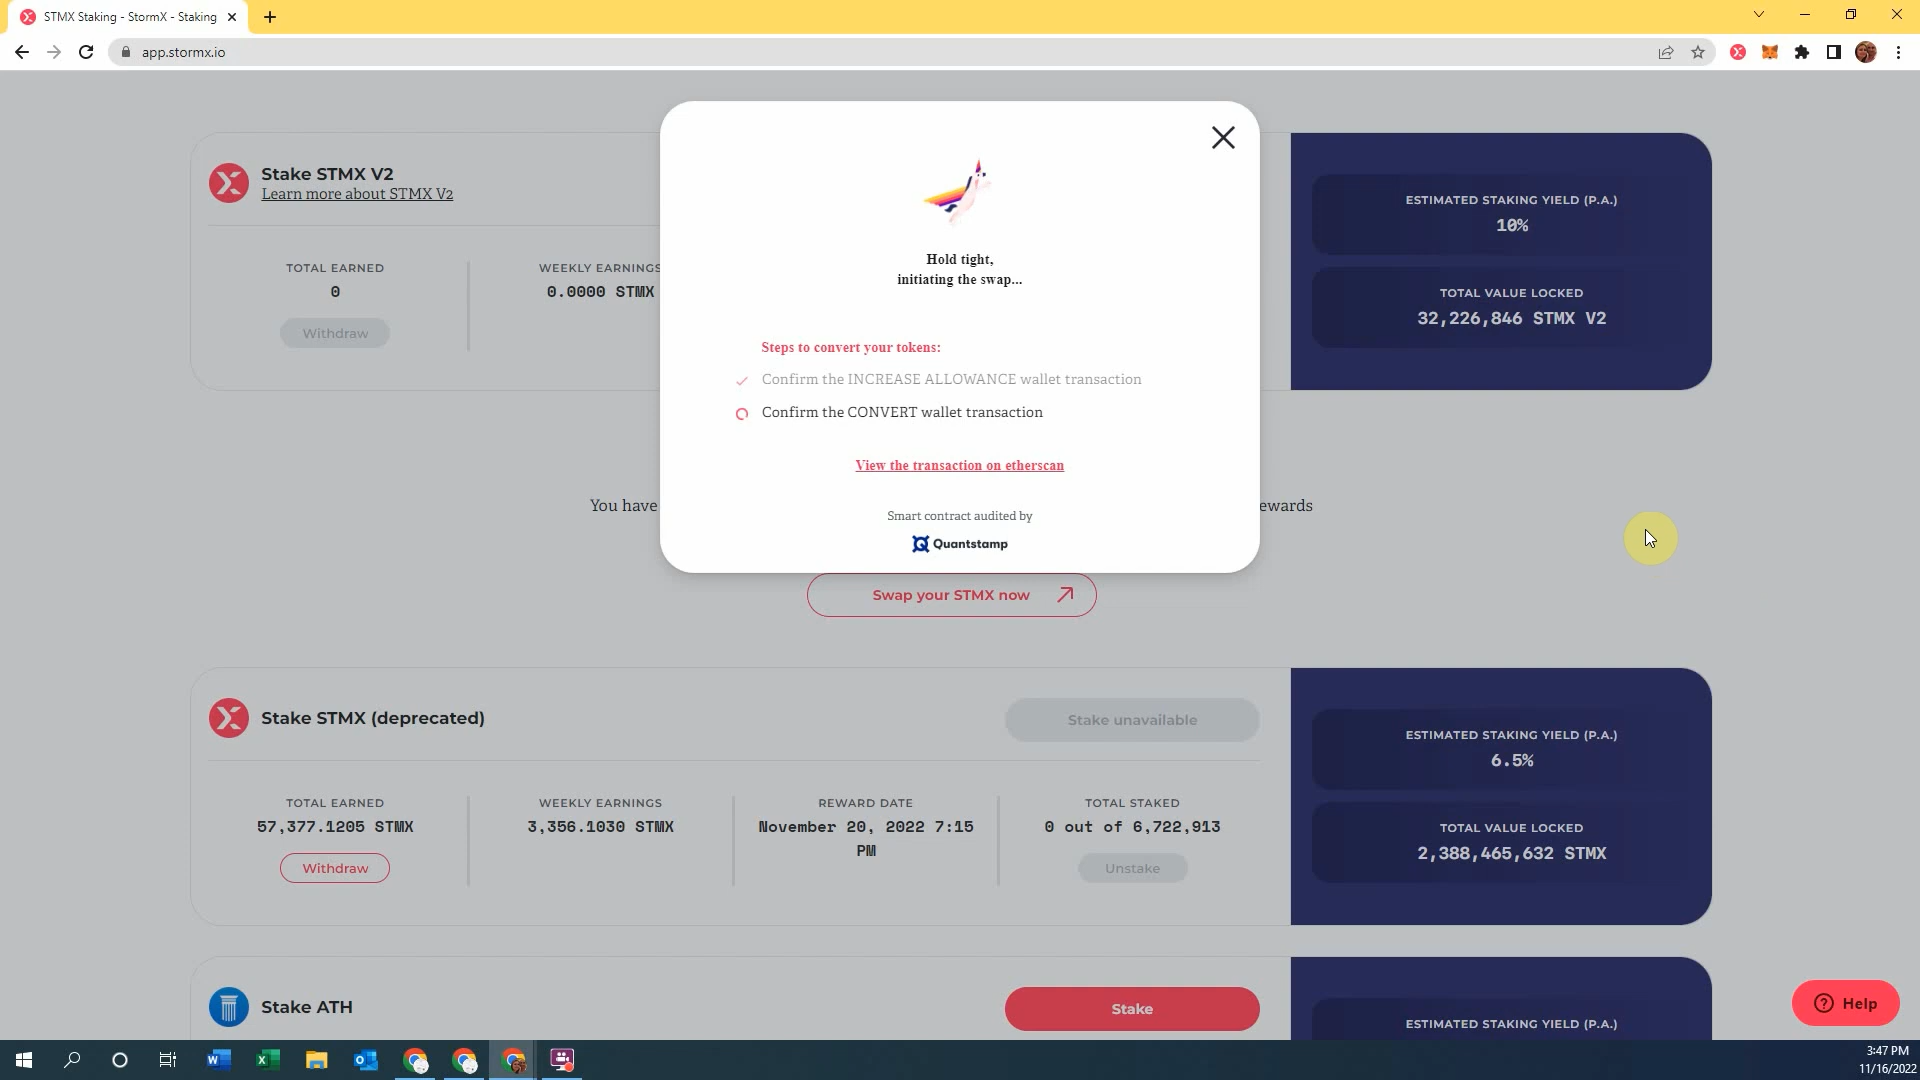 STMX Staking - StormX - Staking
app.stormx.io
Stake STMX V2
Learn more about STMX V2
TOTAL EARNED
0
Withdraw
WEEKLY EARNINGS
0.0000 STMX
ESTIMATED STAKING YIELD (P.A.)
10%
TOTAL VALUE LOCKED
32,226,846 STMX V2
Hold tight,
initiating the swap...
Steps to convert your tokens:
Confirm the INCREASE ALLOWANCE wallet transaction
Confirm the CONVERT wallet transaction
View the transaction on etherscan
Smart contract audited by
Quantstamp
You have
ewards
Swap your STMX now
Stake STMX (deprecated)
Stake unavailable
TOTAL EARNED
57,377.1205 STMX
Withdraw
WEEKLY EARNINGS
3,356.1030 STMX
REWARD DATE
November 20, 2022 7:15
PM
TOTAL STAKED
0 out of 6,722,913
Unstake
ESTIMATED STAKING YIELD (P.A.)
6.5%
TOTAL VALUE LOCKED
2,388,465,632 STMX
Stake ATH
Stake
ESTIMATED STAKING YIELD (P.A.)
Help
3:47 PM
11/16/2022